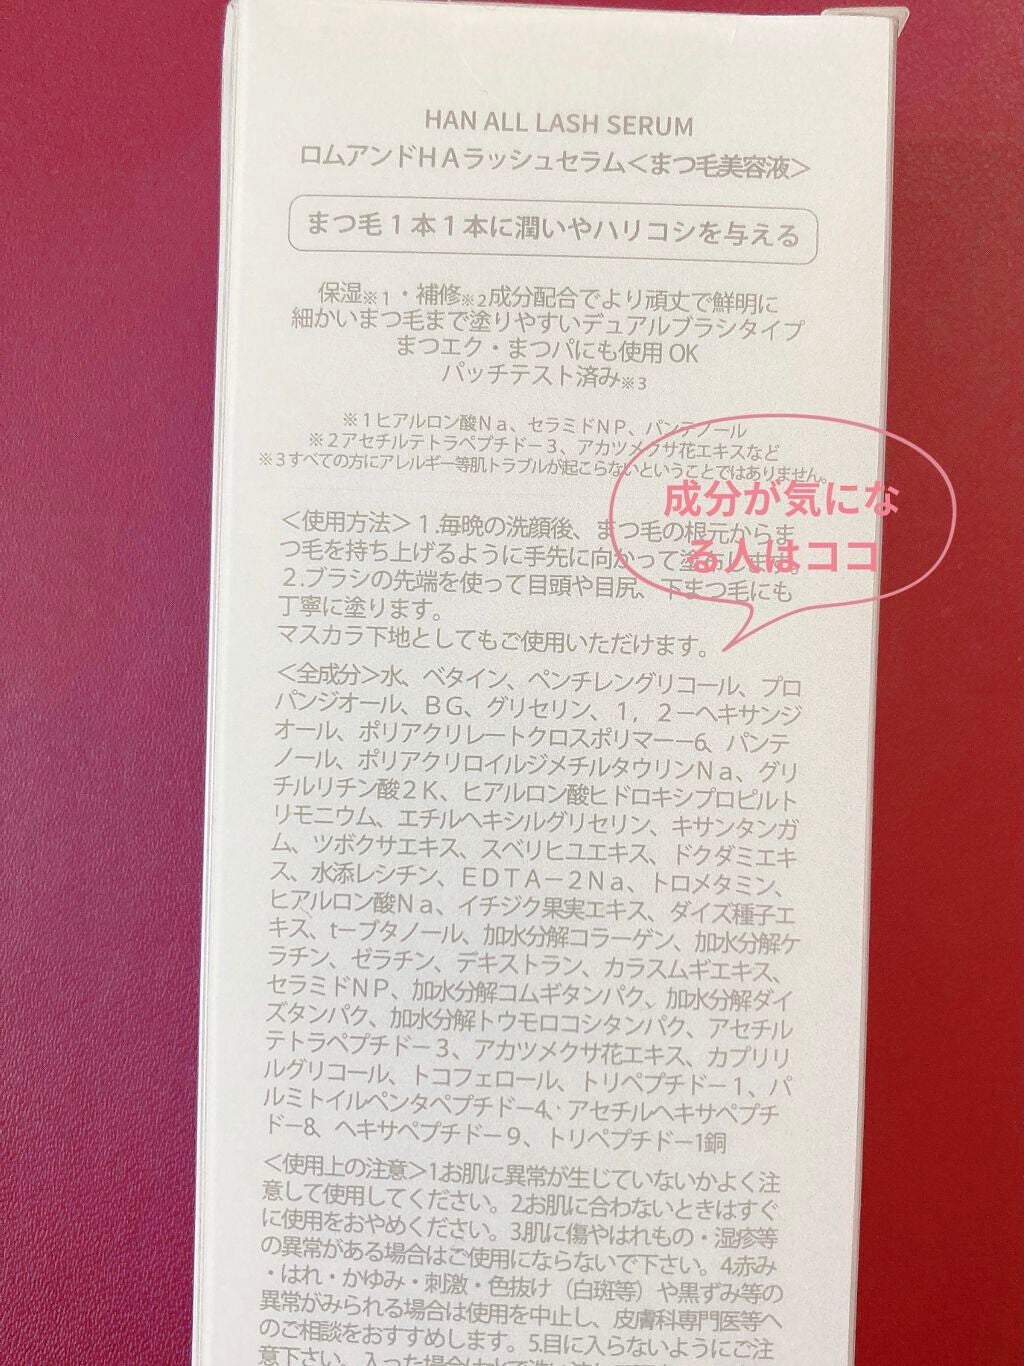 HAN ALL LASH SERUM
ロムアンドHAラッシュセラム＜まつ毛美容液＞
まつ毛1本1本に潤いやハリコシを与える
保湿※1・補修※2成分配合でより頑丈で鮮明に
細かいまつ毛まで塗りやすいデュアルブラシタイプ
まつエク・まつパにも使用OK
パッチテスト済み※3
※1ヒアルロン酸Na、セラミドNP、パンテノール
※2アセチルテトラペプチドー3、アカツメクサ花エキスなど
※3すべての方にアレルギー等肌トラブルが起こらないということではありません。
成分が気にな
る人はココ
＜使用方法＞1.毎晩の洗顔後、まつ毛の根元からま
つ毛を持ち上げるように手先に向かって塗布します。
2.ブラシの先端を使って目頭や目尻、下まつ毛にも
丁寧に塗ります。
マスカラ下地としてもご使用いただけます。
＜全成分＞水、ベタイン、ペンチレングリコール、プロ
パンジオール、BG、グリセリン、1，2ーヘキサンジ
オール、ポリアクリレートクロスポリマーー6、パンテ
ノール、ポリアクリロイルジメチルタウリンNa、グリ
チルリチン酸2K、ヒアルロン酸ヒドロキシプロピルト
リモニウム、エチルヘキシルグリセリン、キサンタンガ
ム、ツボクサエキス、スベリヒユエキス、ドクダミエキ
ス、水添レシチン、EDTAー2Na、トロメタミン、
ヒアルロン酸Na、イチジク果実エキス、ダイズ種子エ
キス、tーブタノール、加水分解コラーゲン、加水分解ケ
ラチン、ゼラチン、デキストラン、カラスムギエキス、
セラミドNP、加水分解コムギタンパク、加水分解ダイ
ズタンパク、加水分解トウモロコシタンパク、アセチル
テトラペプチドー3、アカツメクサ花エキス、カプリリ
ルグリコール、トコフェロール、トリペプチドー1、パ
ルミトイルペンタペプチドー4、アセチルヘキサペプチ
ドー8、ヘキサペプチドー9、トリペプチドー1銅
＜使用上の注意＞1お肌に異常が生じていないかよく注
意して使用してください。2お肌に合わないときはすぐ
に使用をおやめください。3.肌に傷やはれもの・湿疹等
の異常がある場合はご使用にならないで下さい。4.赤み
・はれ・かゆみ・刺激・色抜け（白斑等）や黒ずみ等の
異常がみられる場合は使用を中止し、皮膚科専門医等へ
のご相談をおすすめします。5.目に入らないようにご注
意下さい。入った場合は水で洗い流して